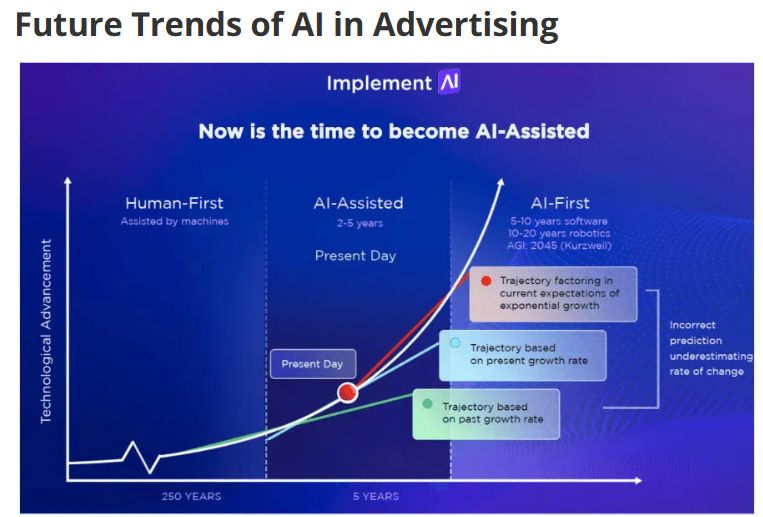 Future Trends of AI in Advertising
Implement AI
Now is the time to become AI-Assisted
Human-First
Assisted by machines
AI-Assisted
2-5 years
Present Day
AI-First
5-10 years software
10-20 years robotics
AGI: 2045 (Kurzweil)
Technological Advancement
Trajectory factoring in
current expectations of
exponential growth
Trajectory based
on present growth rate
Trajectory based
on past growth rate
Incorrect
prediction
underestimating
rate of change
Present Day
250 YEARS
5 YEARS